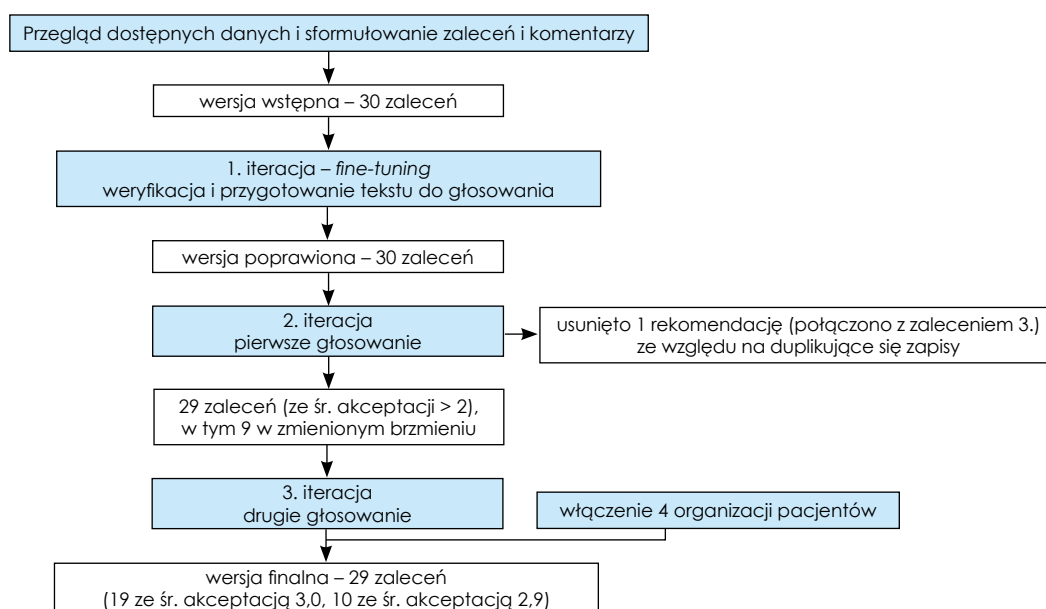 Przegląd dostępnych danych i sformułowanie zaleceń i komentarzy
wersja wstępna – 30 zaleceń
1. iteracja – fine-tuning
weryfikacja i przygotowanie tekstu do głosowania
wersja poprawiona – 30 zaleceń
2. iteracja
pierwsze głosowanie
usunięto 1 rekomendację (połączono z zaleceniem 3.)
ze względu na duplikujące się zapisy
29 zaleceń (ze śr. akceptacji > 2),
w tym 9 w zmienionym brzmieniu
3. iteracja
drugie głosowanie
włączenie 4 organizacji pacjentów
wersja finalna – 29 zaleceń
(19 ze śr. akceptacją 3,0, 10 ze śr. akceptacją 2,9)